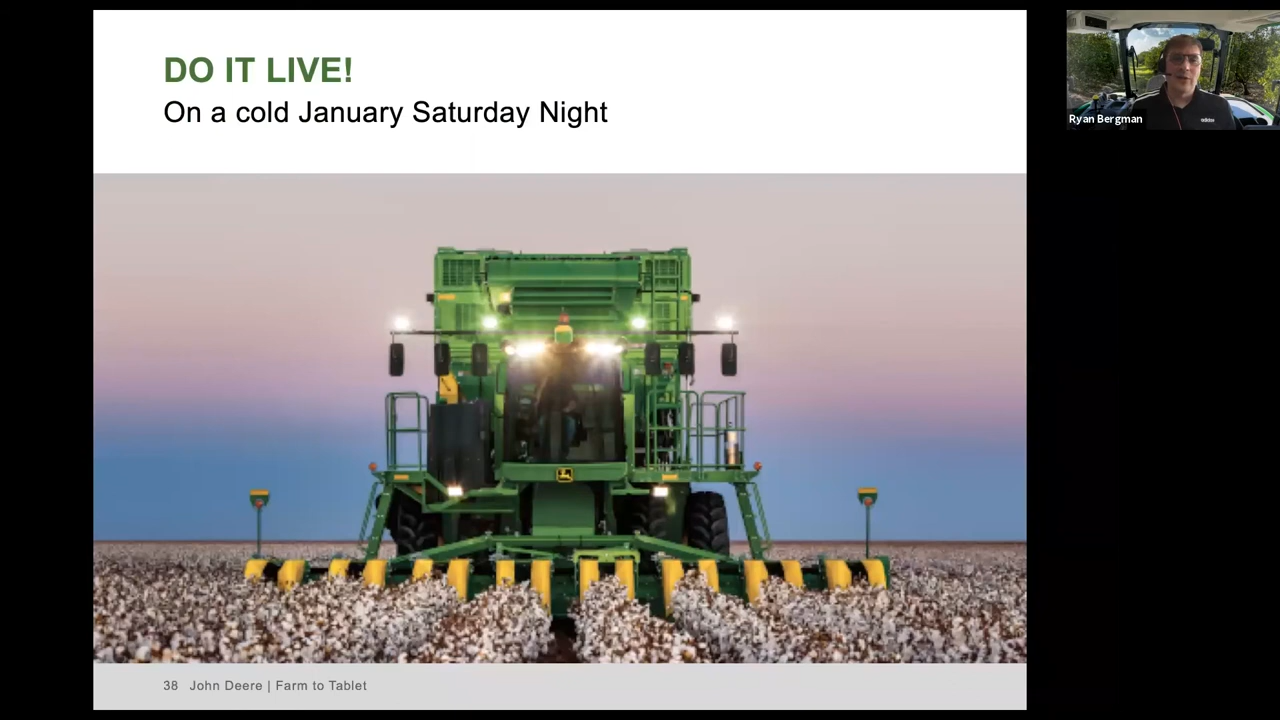 DO IT LIVE!
On a cold January Saturday Night
Ryan Bergman
38 John Deere | Farm to Tablet